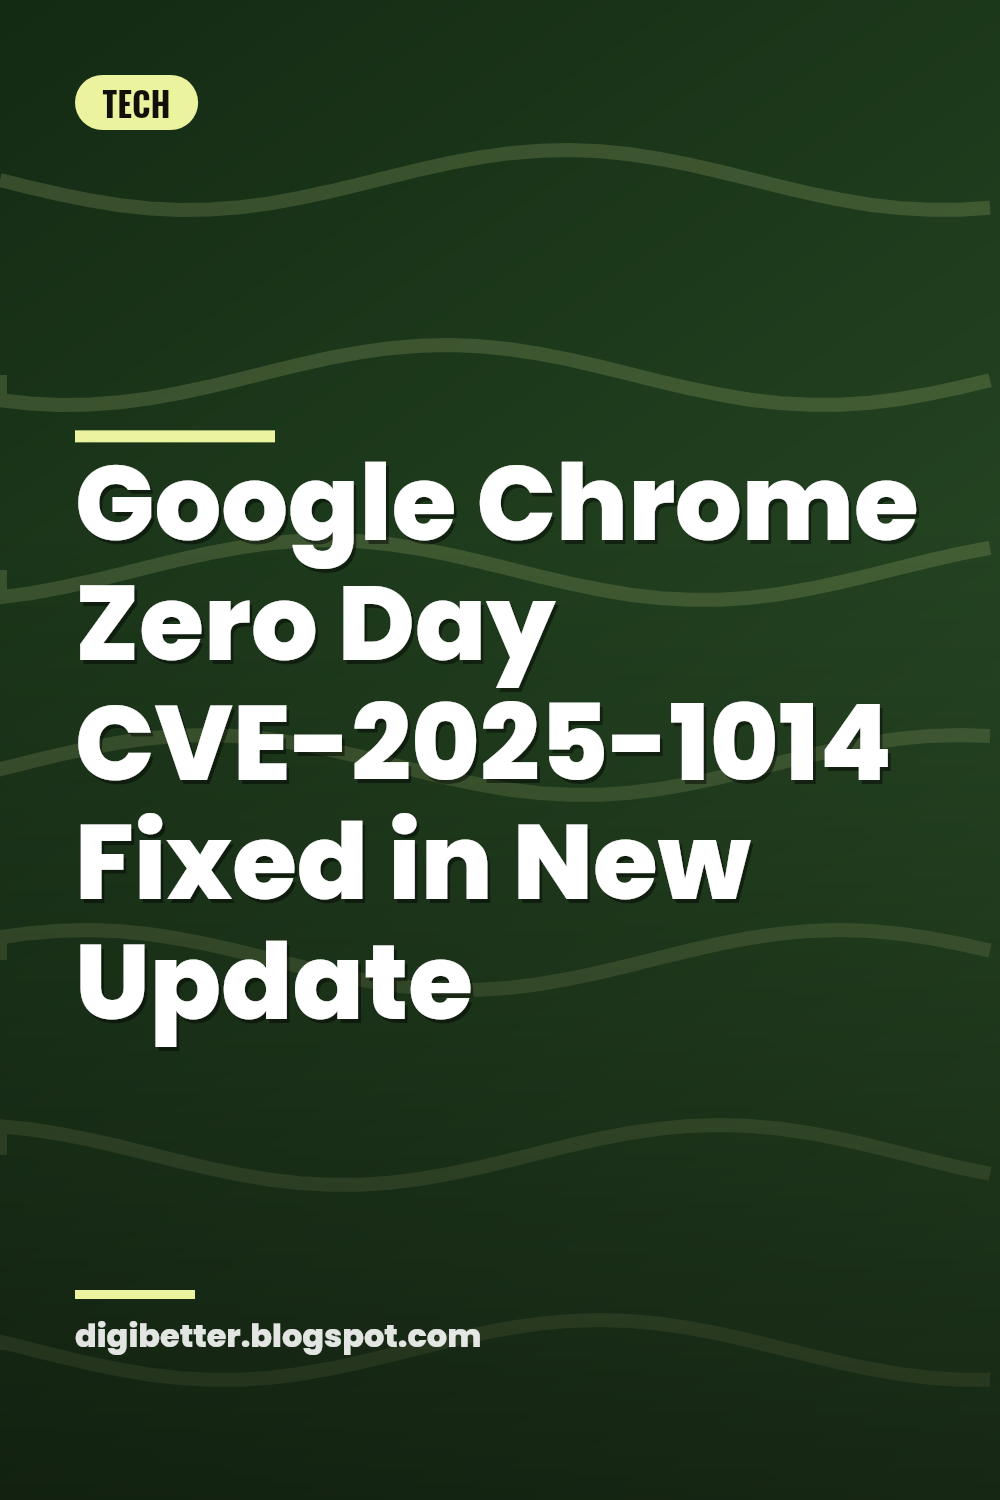 TECH
Google Chrome
Zero Day
CVE-2025-1014
Fixed in New
Update
digibetter.blogspot.com